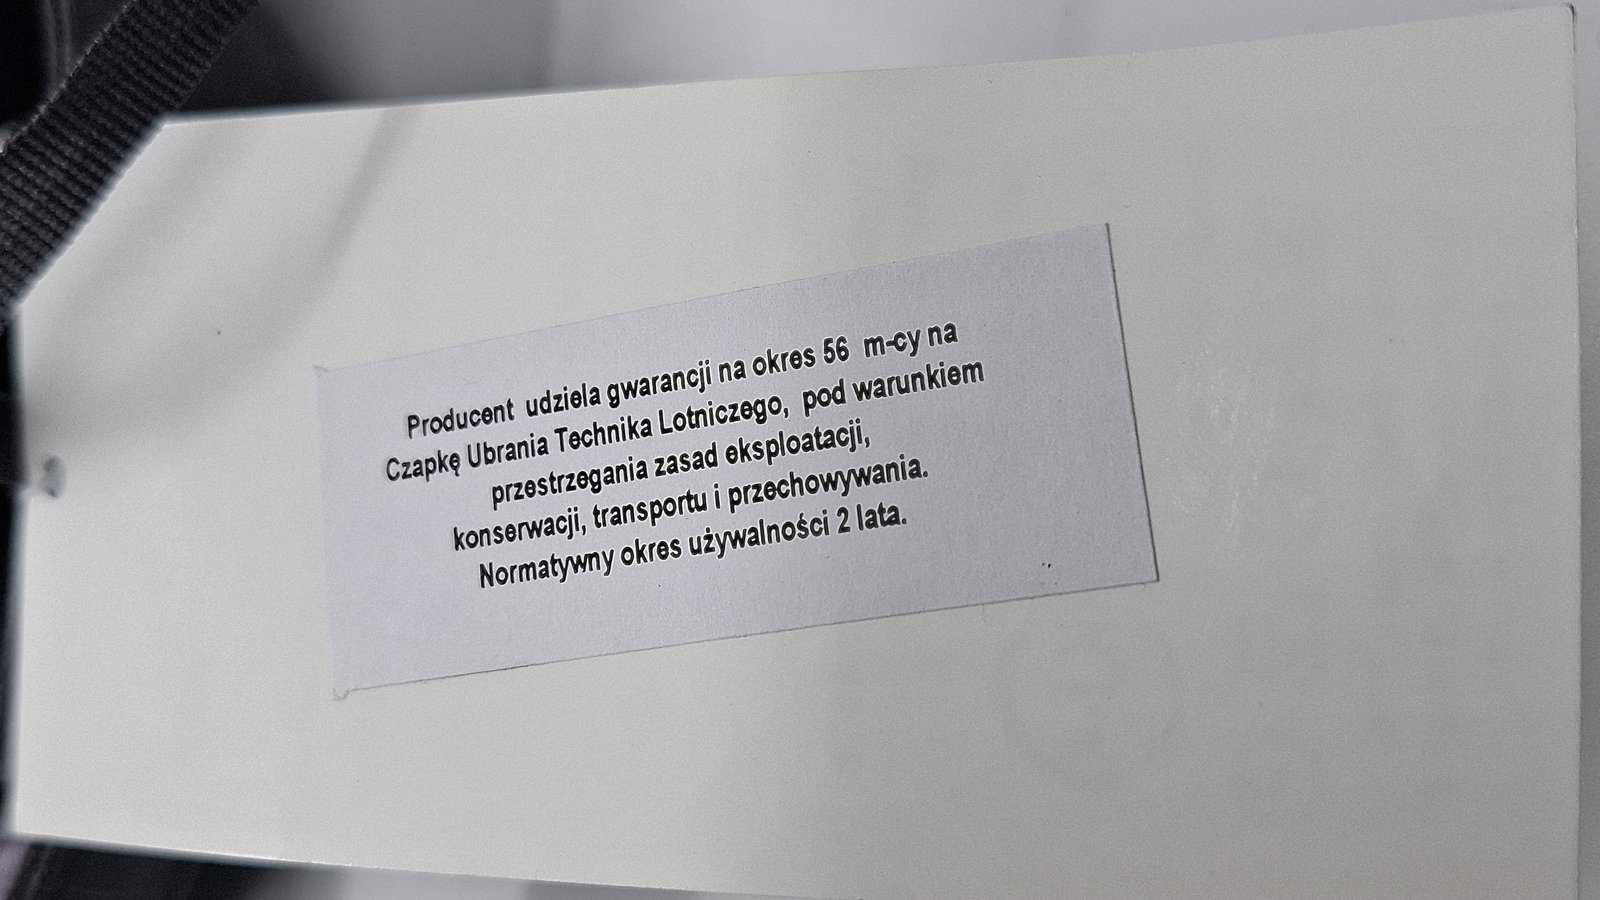 Producent udziela gwarancji na okres 56 m-cy na
Czapkę Ubrania Technika Lotniczego, pod warunkiem
przestrzegania zasad eksploatacji,
konserwacji, transportu i przechowywania.
Normatywny okres używalności 2 lata.